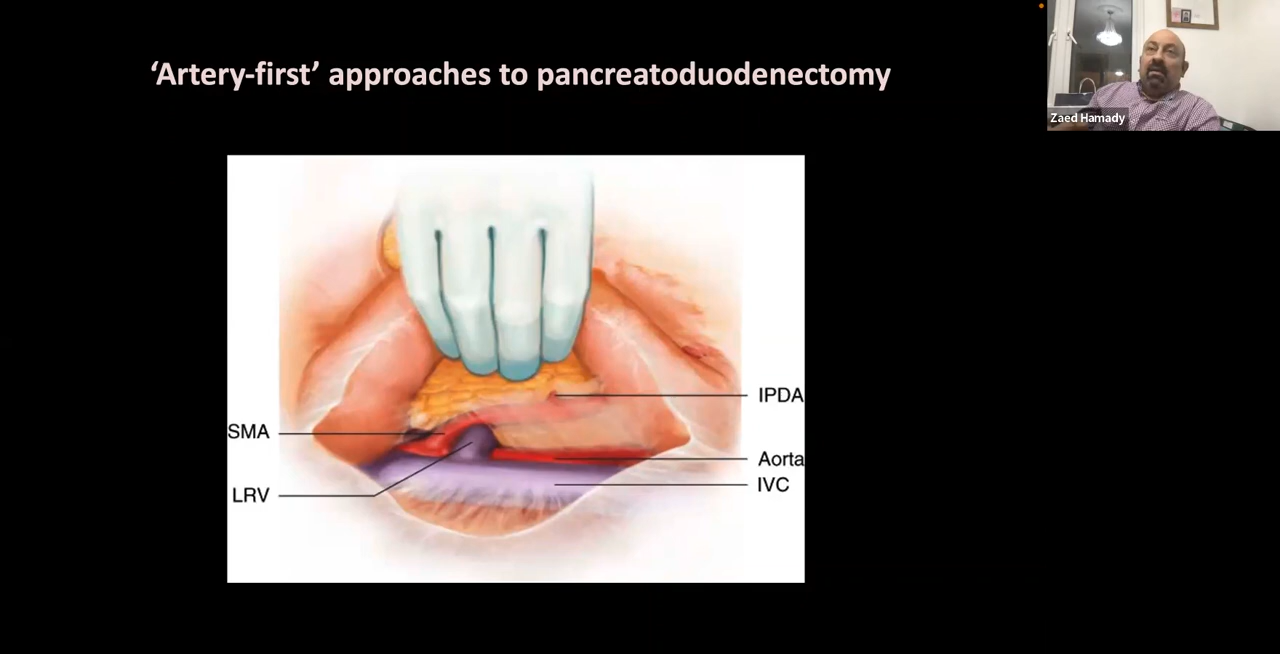 ‘Artery-first’ approaches to pancreatoduodenectomy
Zaed Hamady
IPDA
SMA
Aorta
IVC
LRV